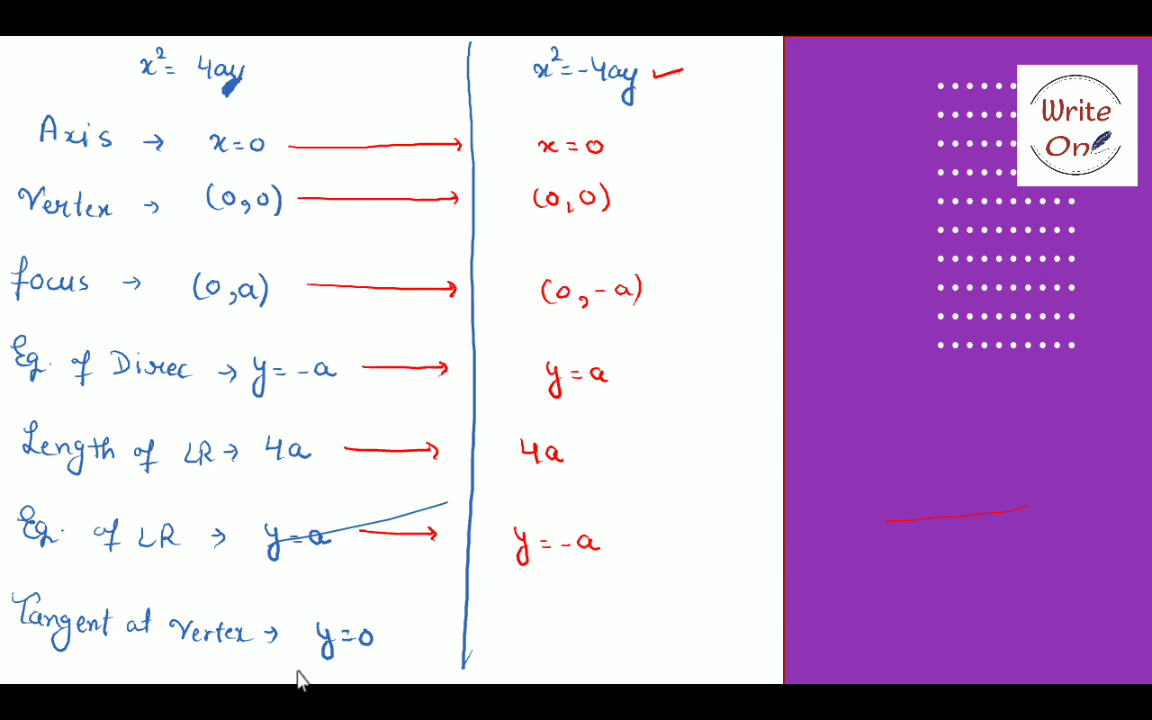 x² = 4ay x² = -4ay
Axis → x=0 x=0
Vertex → (0,0) (0,0)
focus → (0,a) (0,-a)
Eq. of Direc → y=-a y=a
Length of LR → 4a 4a
Eq. of LR → y=a y=-a
Tangent at Vertex → y=0
Write
On